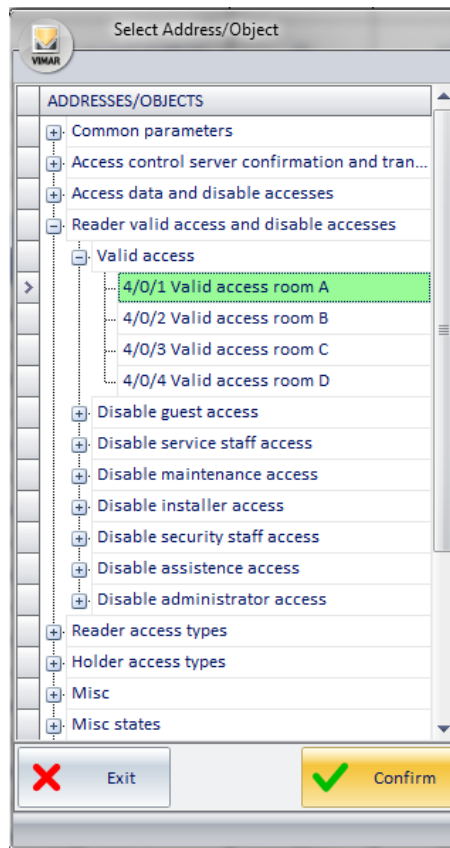 Select Address/Object
VIMAR
ADDRESSES/OBJECTS
Common parameters
Access control server confirmation and tran...
Access data and disable accesses
Reader valid access and disable accesses
Valid access
4/0/1 Valid access room A
4/0/2 Valid access room B
4/0/3 Valid access room C
4/0/4 Valid access room D
Disable guest access
Disable service staff access
Disable maintenance access
Disable installer access
Disable security staff access
Disable assistence access
Disable administrator access
Reader access types
Holder access types
Misc
Misc states
Exit
Confirm